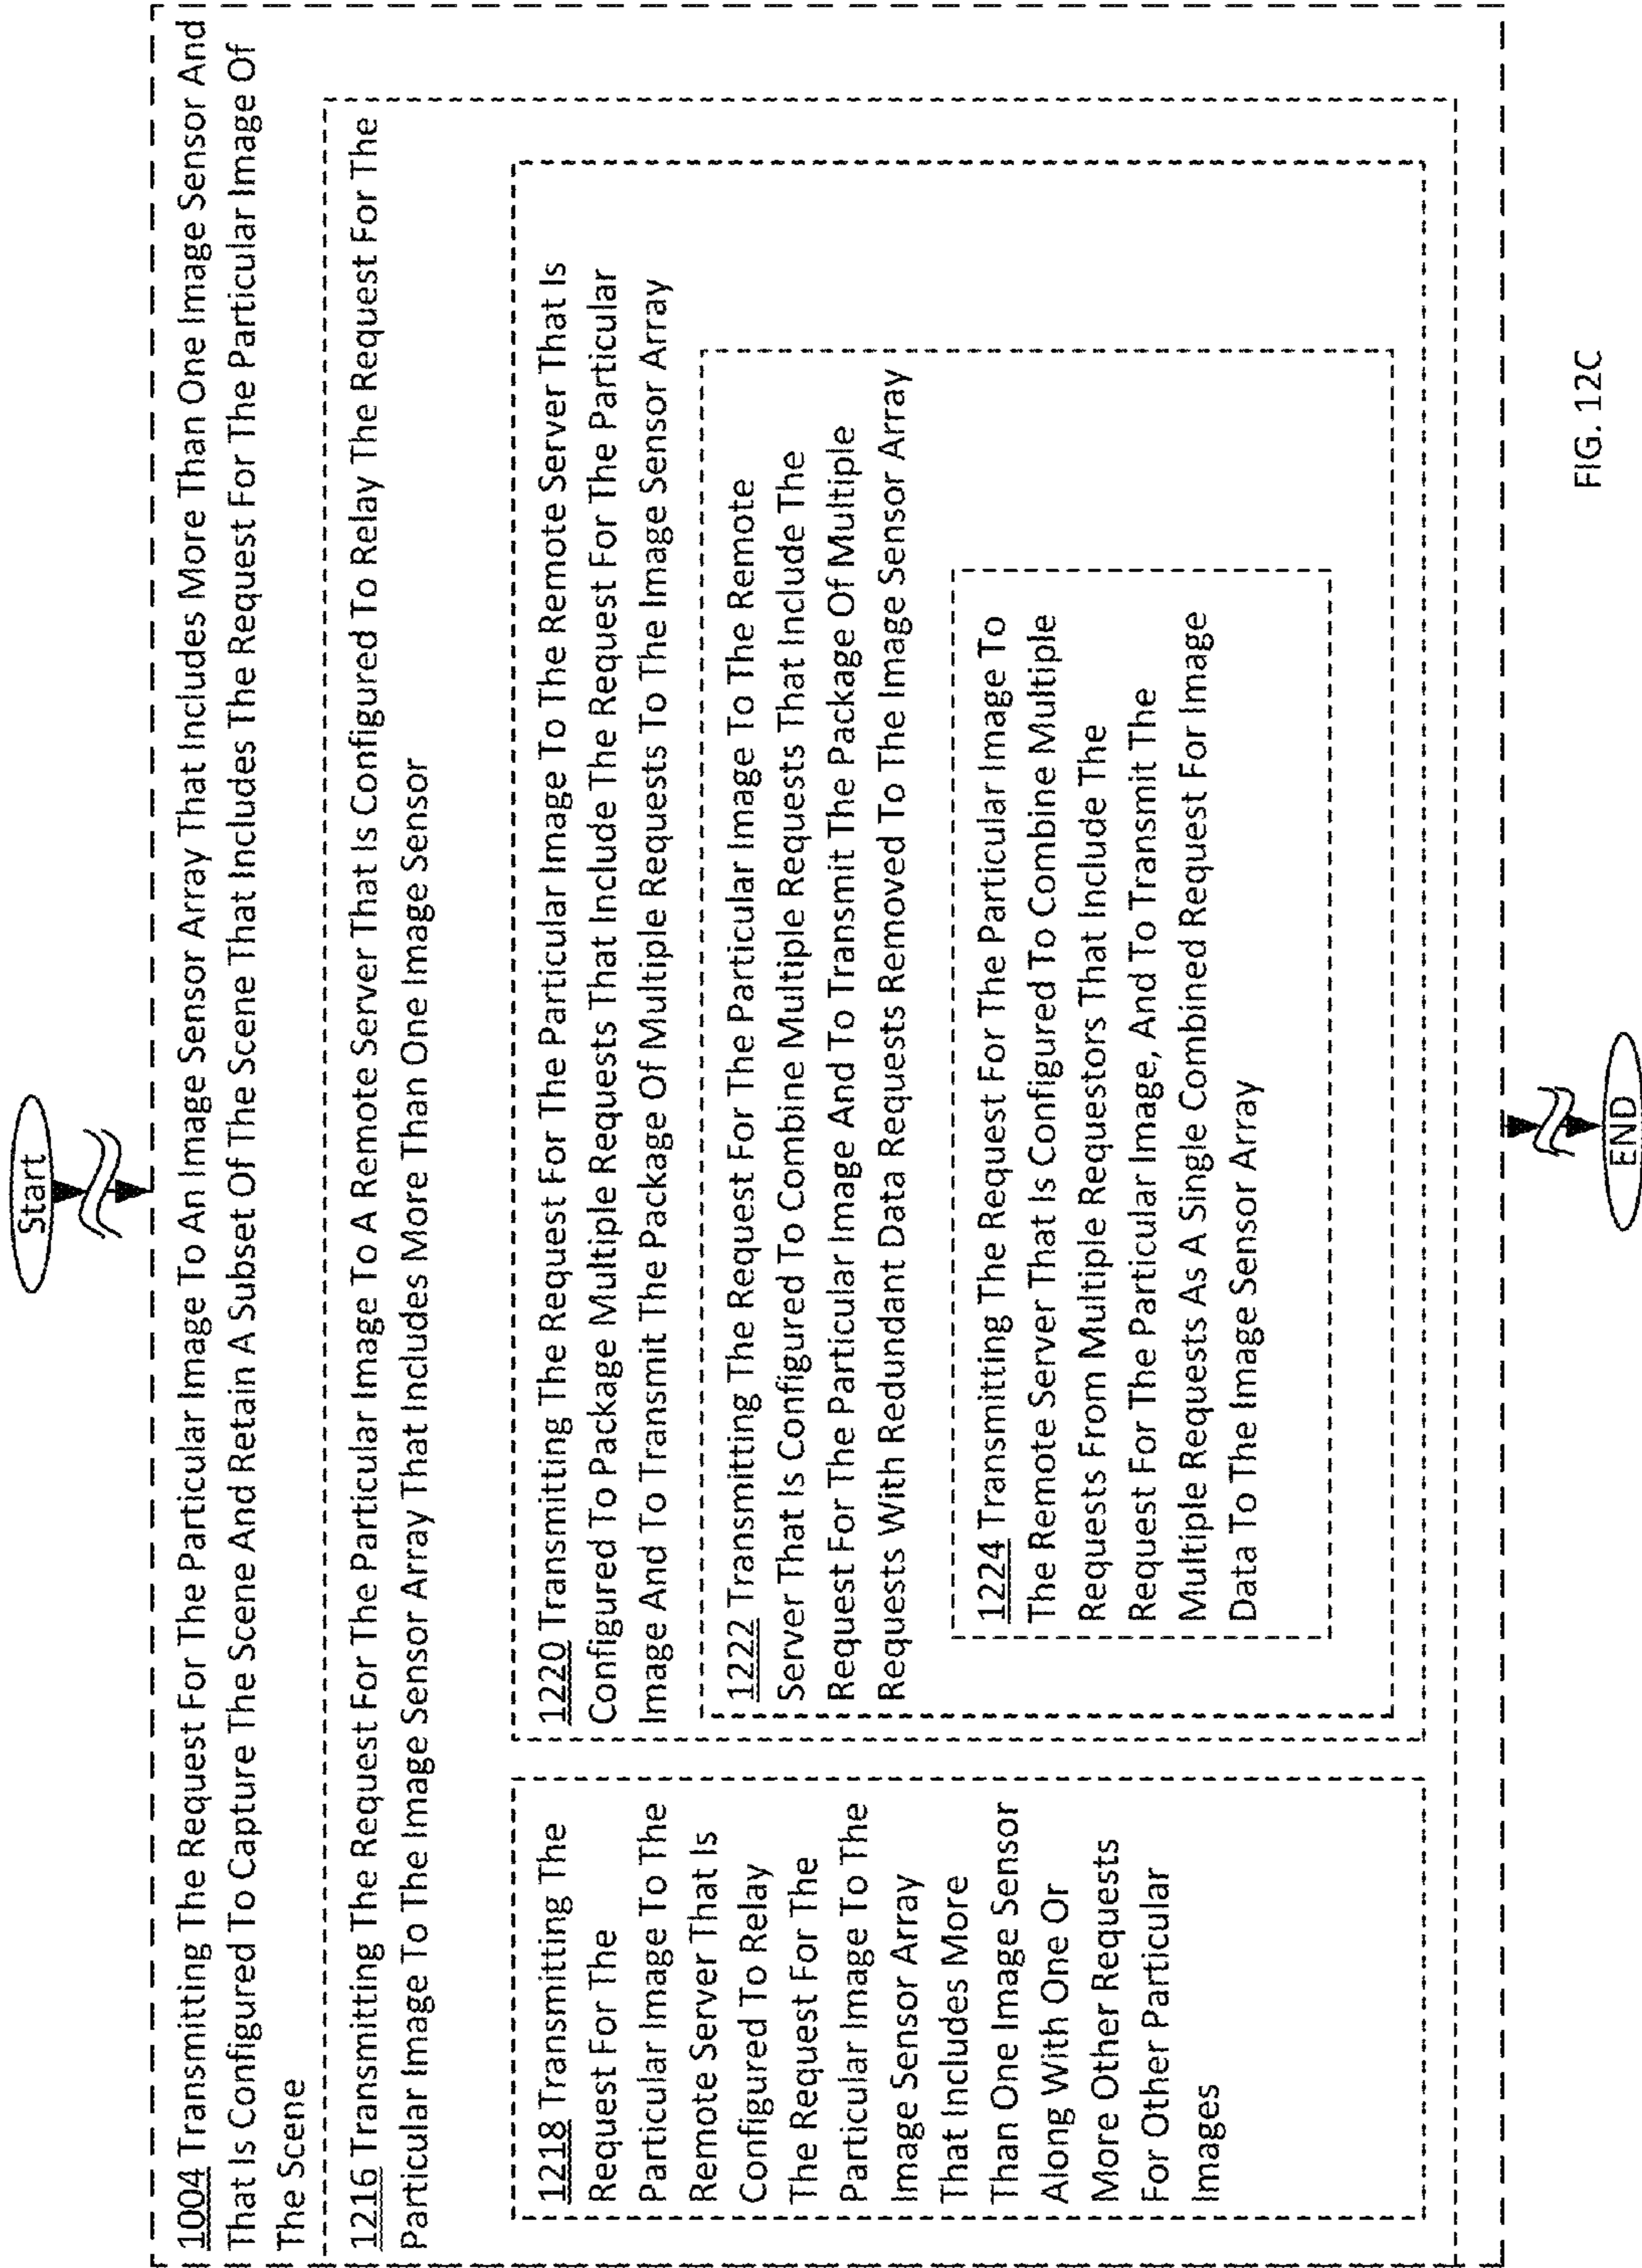 Start
1004 Transmitting The Request For The Particular Image To An Image Sensor Array That Includes More Than One Image Sensor And
That Is Configured To Capture The Scene And Retain A Subset Of The Scene That Includes The Request For The Particular Image Of
The Scene
1216 Transmitting The Request For The Particular Image To A Remote Server That Is Configured To Relay The Request For The
Particular Image To The Image Sensor Array That Includes More Than One Image Sensor
1218 Transmitting The
Request For The
Particular Image To The
Remote Server That Is
Configured To Relay
The Request For The
Particular Image To The
Image Sensor Array
That Includes More
Than One Image Sensor
Along With One Or
More Other Requests
For Other Particular
Images
1220 Transmitting The Request For The Particular Image To The Remote Server That Is
Configured To Package Multiple Requests That Include The Request For The Particular
Image And To Transmit The Package Of Multiple Requests To The Image Sensor Array
1222 Transmitting The Request For The Particular Image To The Remote
Server That Is Configured To Combine Multiple Requests That Include The
Request For The Particular Image And To Transmit The Package Of Multiple
Requests With Redundant Data Requests Removed To The Image Sensor Array
1224 Transmitting The Request For The Particular Image To
The Remote Server That Is Configured To Combine Multiple
Requests From Multiple Requestors That Include The
Request For The Particular Image, And To Transmit The
Multiple Requests As A Single Combined Request For Image
Data To The Image Sensor Array
END
FIG. 12C